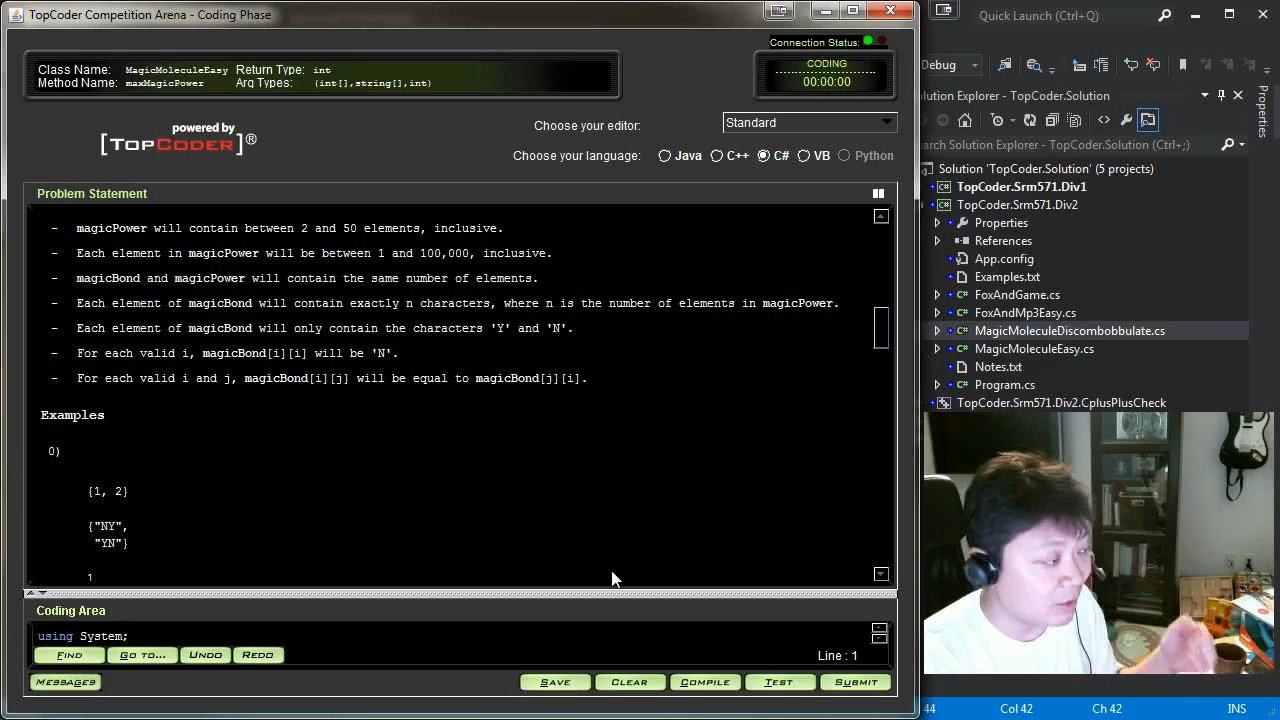 TopCoder Competition Arena - Coding Phase
Quick Launch (Ctrl+Q)
Connection Status:
Class Name: MagicMoleculeEasy Return Type: int
Method Name: maxMagicPower Arg Types: (int[],string[],int)
CODING
00:00:00
Debug
powered by
[TOPCODER]®
Choose your editor: Standard
Choose your language: Java C++ C# VB Python
Problem Statement
- magicPower will contain between 2 and 50 elements, inclusive.
- Each element in magicPower will be between 1 and 100,000, inclusive.
- magicBond and magicPower will contain the same number of elements.
- Each element of magicBond will contain exactly n characters, where n is the number of elements in magicPower.
- Each element of magicBond will only contain the characters 'Y' and 'N'.
- For each valid i, magicBond[i][i] will be 'N'.
- For each valid i and j, magicBond[i][j] will be equal to magicBond[j][i].
Examples
0)
{1, 2}
{"NY",
"YN"}
1
Coding Area
using System;
FIND GO TO... UNDO REDO
Line : 1
MESSAGES SAVE CLEAR COMPILE TEST SUBMIT
lution Explorer - TopCoder.Solution
Properties
earch Solution Explorer - TopCoder.Solution (Ctrl+;)
Solution 'TopCoder.Solution' (5 projects)
C# TopCoder.Srm571.Div1
C# TopCoder.Srm571.Div2
Properties
References
App.config
Examples.txt
C# FoxAndGame.cs
C# FoxAndMp3Easy.cs
C# MagicMoleculeDiscombobbulate.cs
C# MagicMoleculeEasy.cs
Notes.txt
C# Program.cs
TopCoder.Srm571.Div2.CplusPlusCheck
44 Col 42 Ch 42 INS